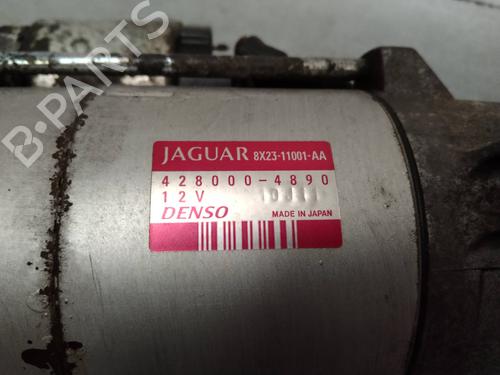 B-PARTS
JAGUAR 8X23-11001-AA
428000-4890
12V
DENSO MADE IN JAPAN